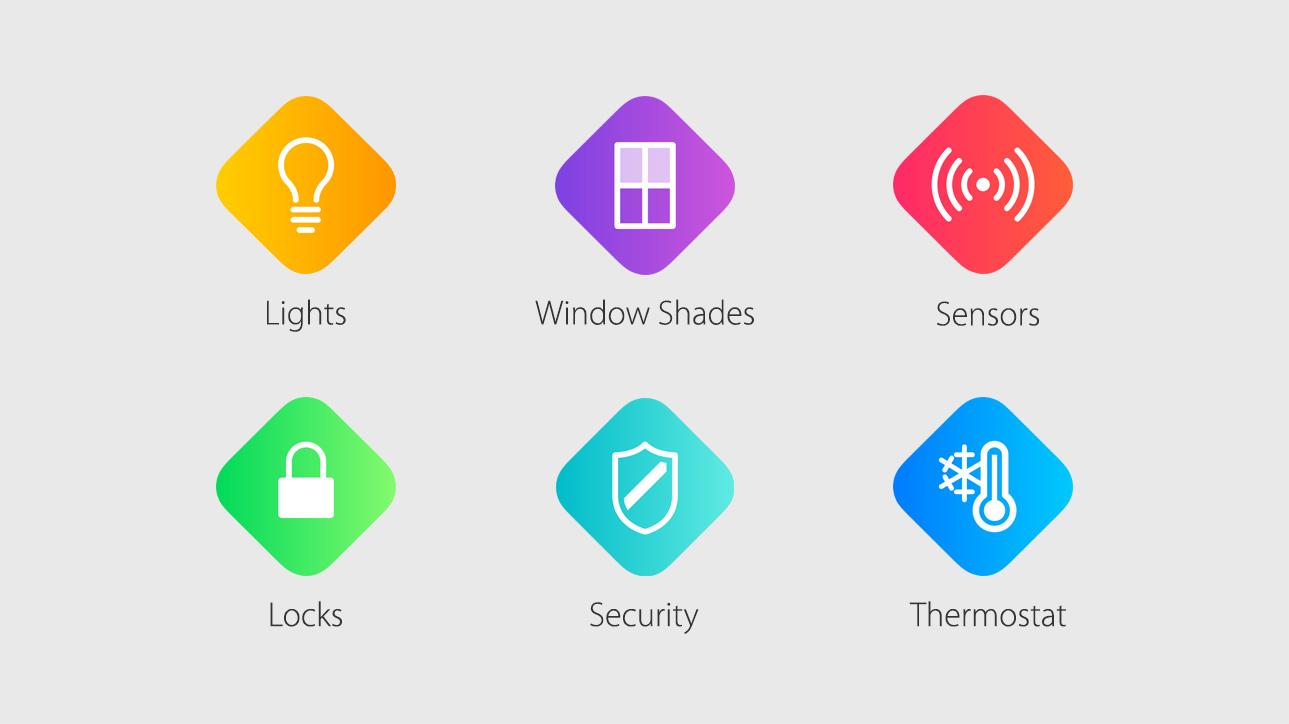 Lights
Window Shades
Sensors
Locks
Security
Thermostat